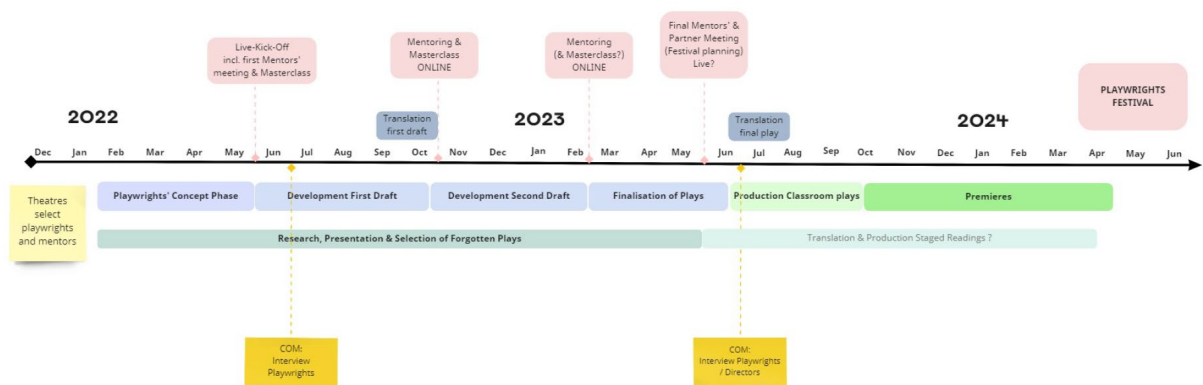 Live-Kick-Off
incl. first Mentors'
meeting & Masterclass
Mentoring &
Masterclass
ONLINE
Mentoring
(& Masterclass?)
ONLINE
Final Mentors' &
Partner Meeting
(Festival planning)
Live?
PLAYWRIGHTS
FESTIVAL
2022
2023
2024
Translation
first draft
Translation
final play
Dec Jan Feb Mar Apr May Jun Jul Aug Sep Oct Nov Dec Jan Feb Mar Apr May Jun Jul Aug Sep Oct Nov Dec Jan Feb Mar Apr May Jun
Theatres
select
playwrights
and mentors
Playwrights' Concept Phase
Development First Draft
Development Second Draft
Finalisation of Plays
Production Classroom plays
Premieres
Research, Presentation & Selection of Forgotten Plays
Translation & Production Staged Readings ?
COM:
Interview
Playwrights
COM:
Interview Playwrights
/ Directors